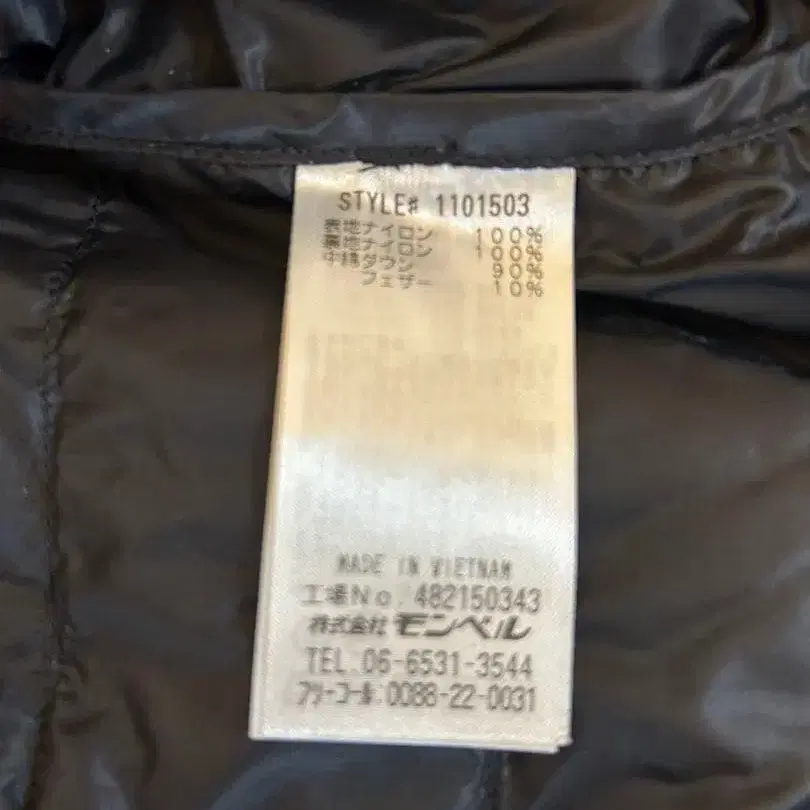 STYLE# 1101503
表地ナイロン 100%
裏地ナイロン 100%
中綿ダウン 90%
フェザー 10%
MADE IN VIETNAM
工場No. 482150343
株式会社 モンベル
TEL.06-6531-3544
フリーコール:0088-22-0031